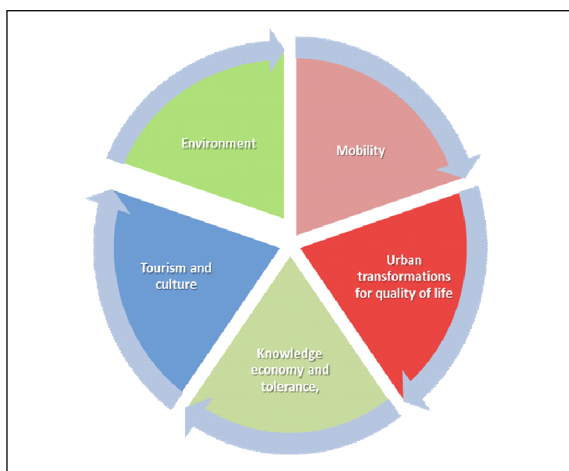 Environment
Mobility
Urban
transformations
for quality of life
Knowledge
economy and
tolerance,
Tourism and
culture